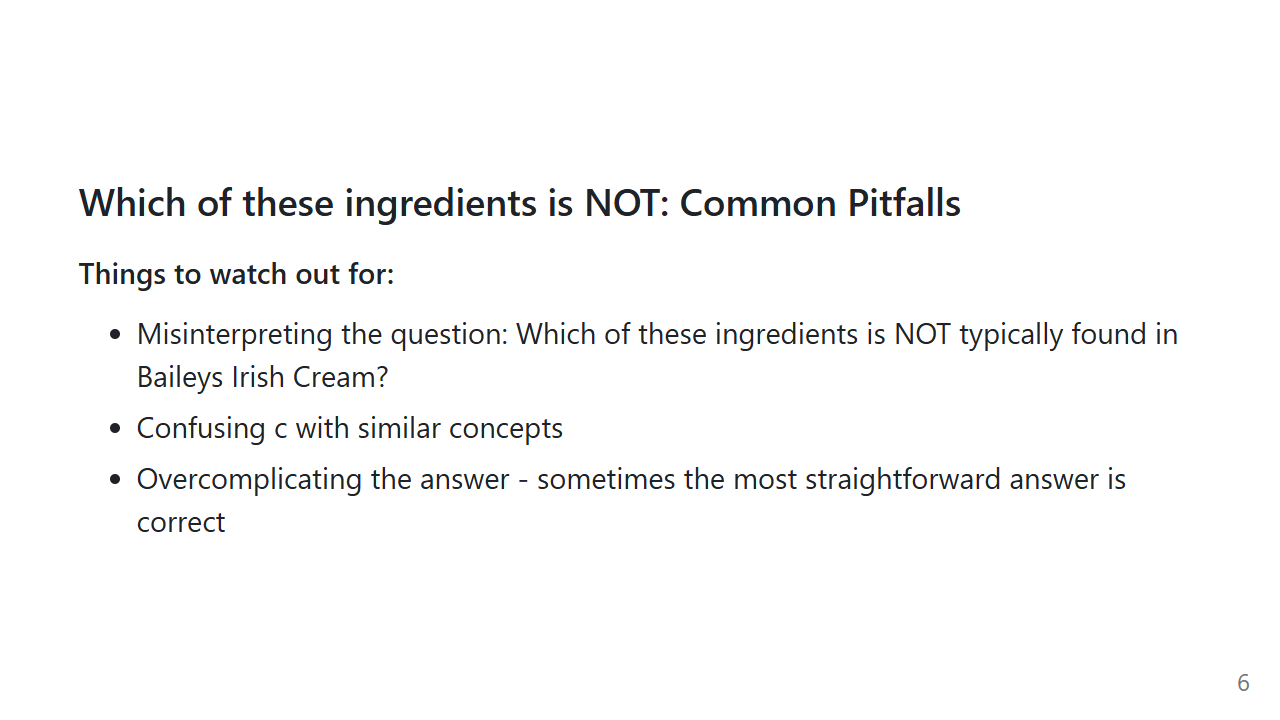 Which of these ingredients is NOT: Common Pitfalls
Things to watch out for:
• Misinterpreting the question: Which of these ingredients is NOT typically found in
Baileys Irish Cream?
• Confusing c with similar concepts
• Overcomplicating the answer - sometimes the most straightforward answer is
correct
6